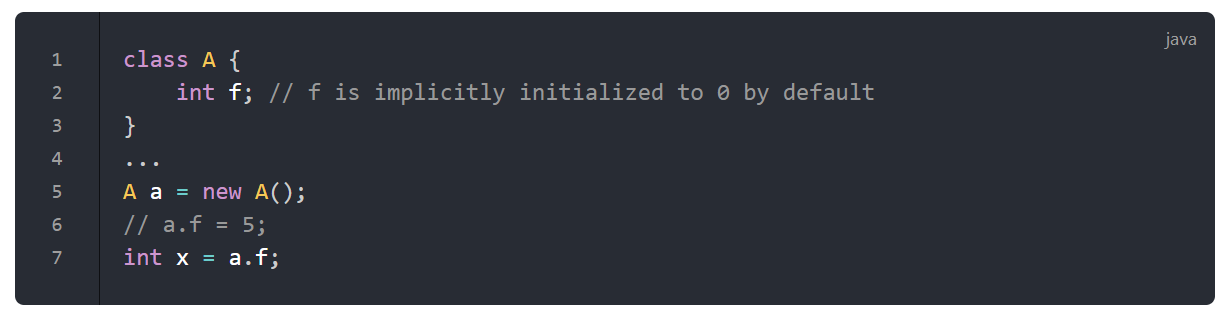 java
1 class A {
2     int f; // f is implicitly initialized to 0 by default
3 }
4 ...
5 A a = new A();
6 // a.f = 5;
7 int x = a.f;